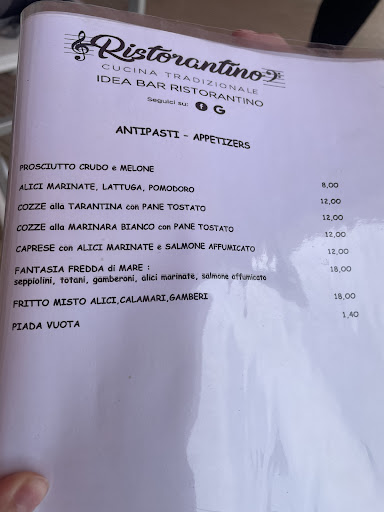 Ristorantino
CUCINA TRADIZIONALE
IDEA BAR RISTORANTINO
Seguici su: f G
ANTIPASTI - APPETIZERS
PROSCIUTTO CRUDO e MELONE 8,00
ALICI MARINATE, LATTUGA, POMODORO 12,00
COZZE alla TARANTINA con PANE TOSTATO 12,00
COZZE alla MARINARA BIANCO con PANE TOSTATO 12,00
CAPRESE con ALICI MARINATE e SALMONE AFFUMICATO 12,00
FANTASIA FREDDA di MARE : 18,00
seppiolini, totani, gamberoni, alici marinate, salmone affumicato
FRITTO MISTO ALICI,CALAMARI,GAMBERI 18,00
PIADA VUOTA 1,40